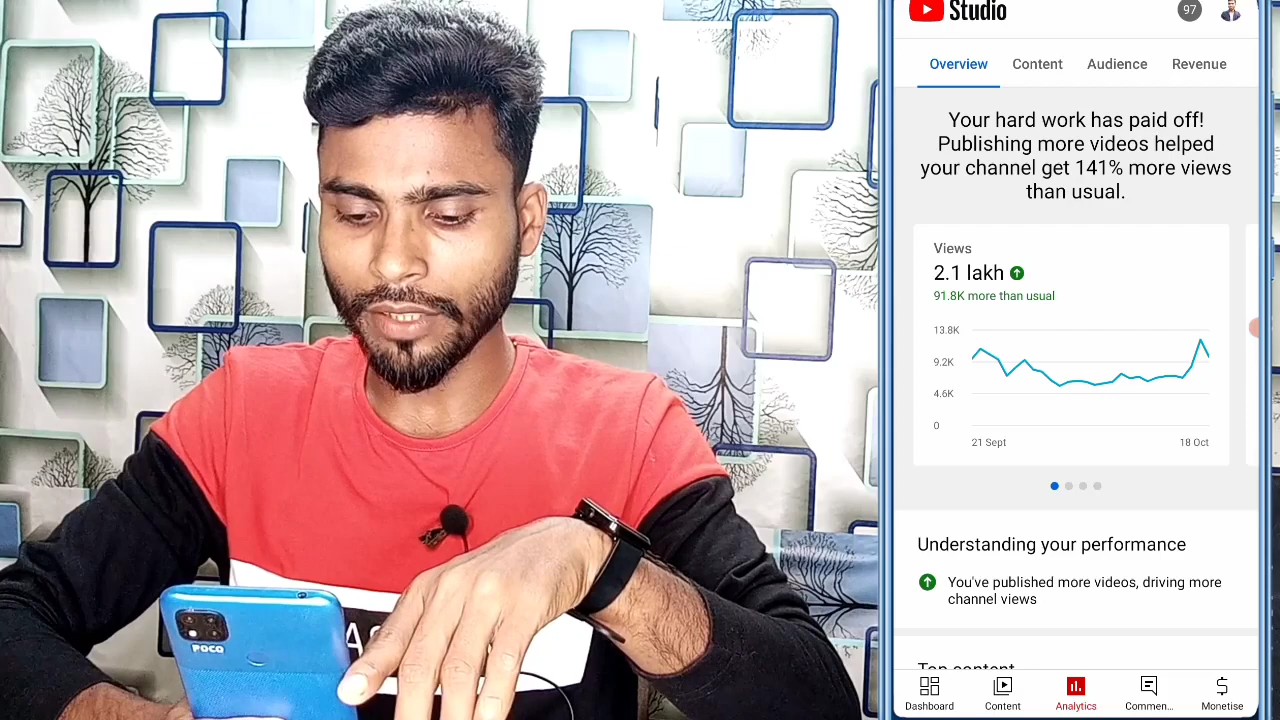 Studio
97
Overview Content Audience Revenue
Your hard work has paid off!
Publishing more videos helped
your channel get 141% more views
than usual.
Views
2.1 lakh
91.8K more than usual
13.8K
9.2K
4.6K
0
21 Sept 18 Oct
Understanding your performance
You've published more videos, driving more
channel views
Top content
Dashboard Content Analytics Commen... Monetise
POCO